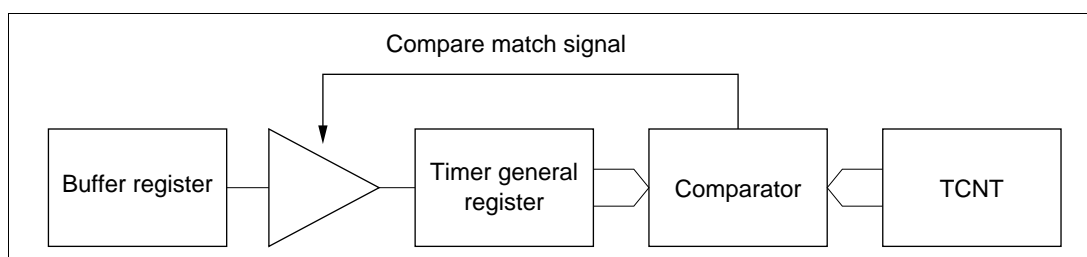 Compare match signal
Buffer register
Timer general
register
Comparator
TCNT